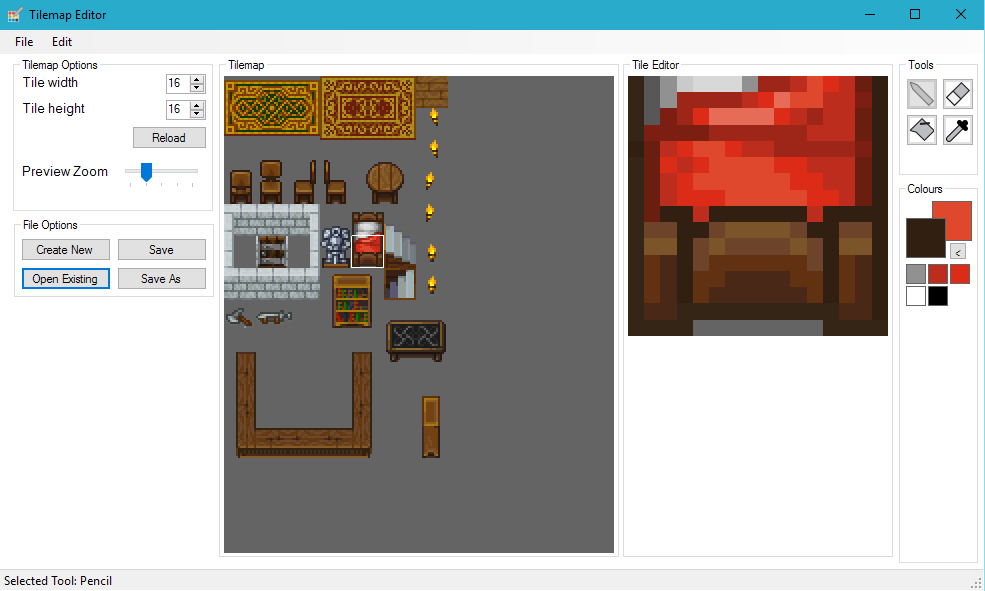 Tilemap Editor
File Edit
Tilemap Options
Tile width 16
Tile height 16
Reload
Preview Zoom
File Options
Create New Save
Open Existing Save As
Tilemap
Tile Editor
Tools
Colours
<
Selected Tool: Pencil